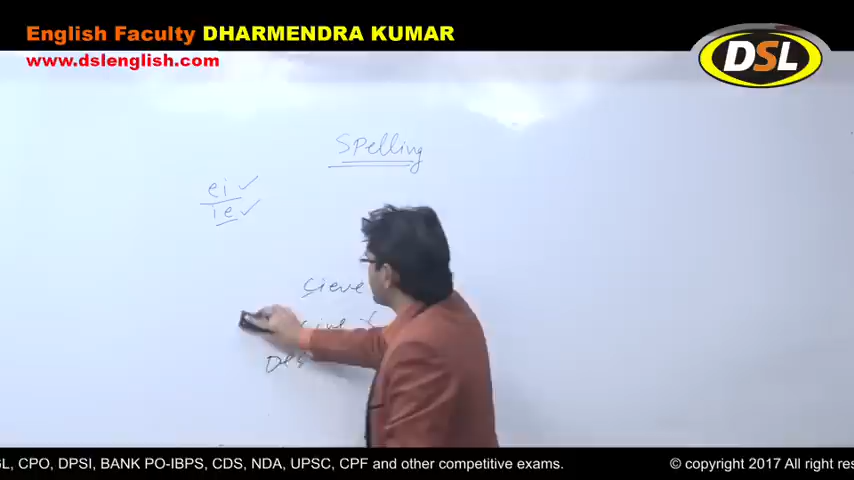 English Faculty DHARMENDRA KUMAR
www.dslenglish.com
DSL
Spelling
ei ✓
ie ✓
cieve
L, CPO, DPSI, BANK PO-IBPS, CDS, NDA, UPSC, CPF and other competitive exams.
© copyright 2017 All right res